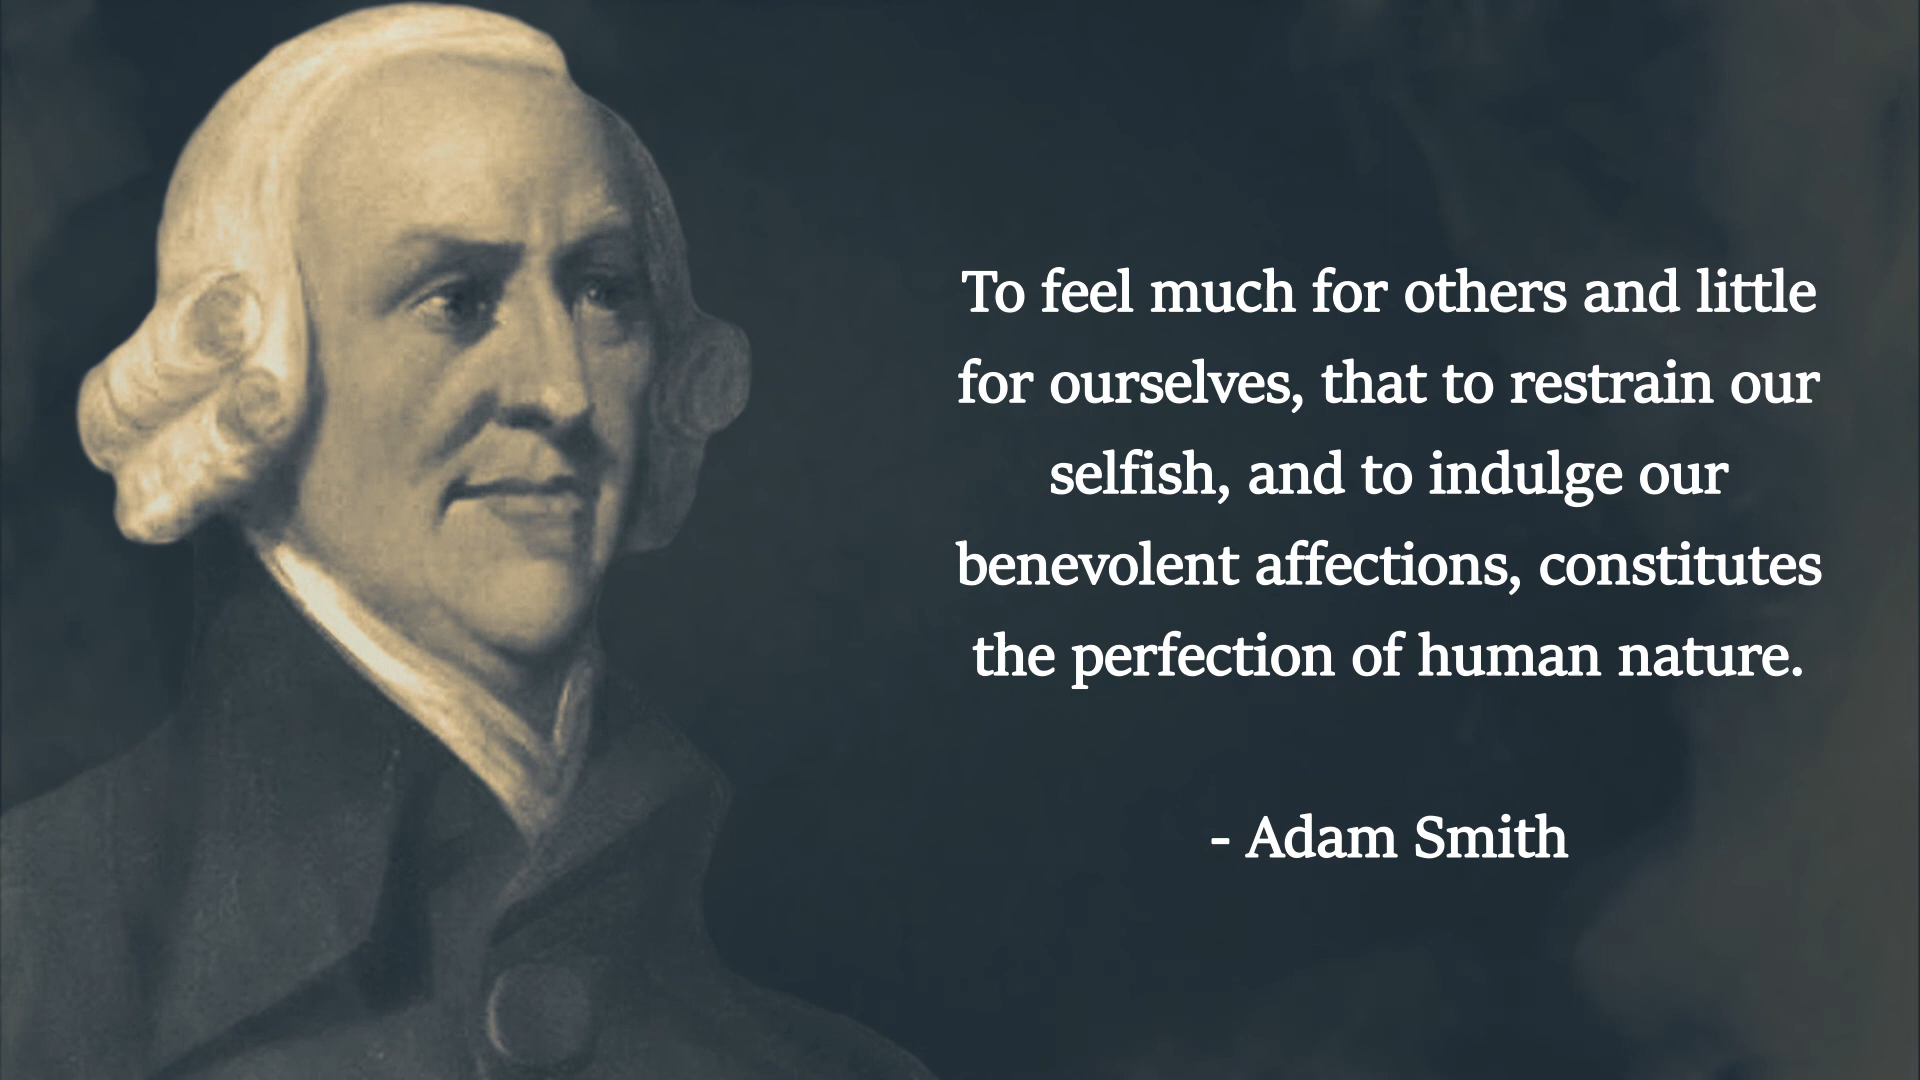 To feel much for others and little
for ourselves, that to restrain our
selfish, and to indulge our
benevolent affections, constitutes
the perfection of human nature.
- Adam Smith